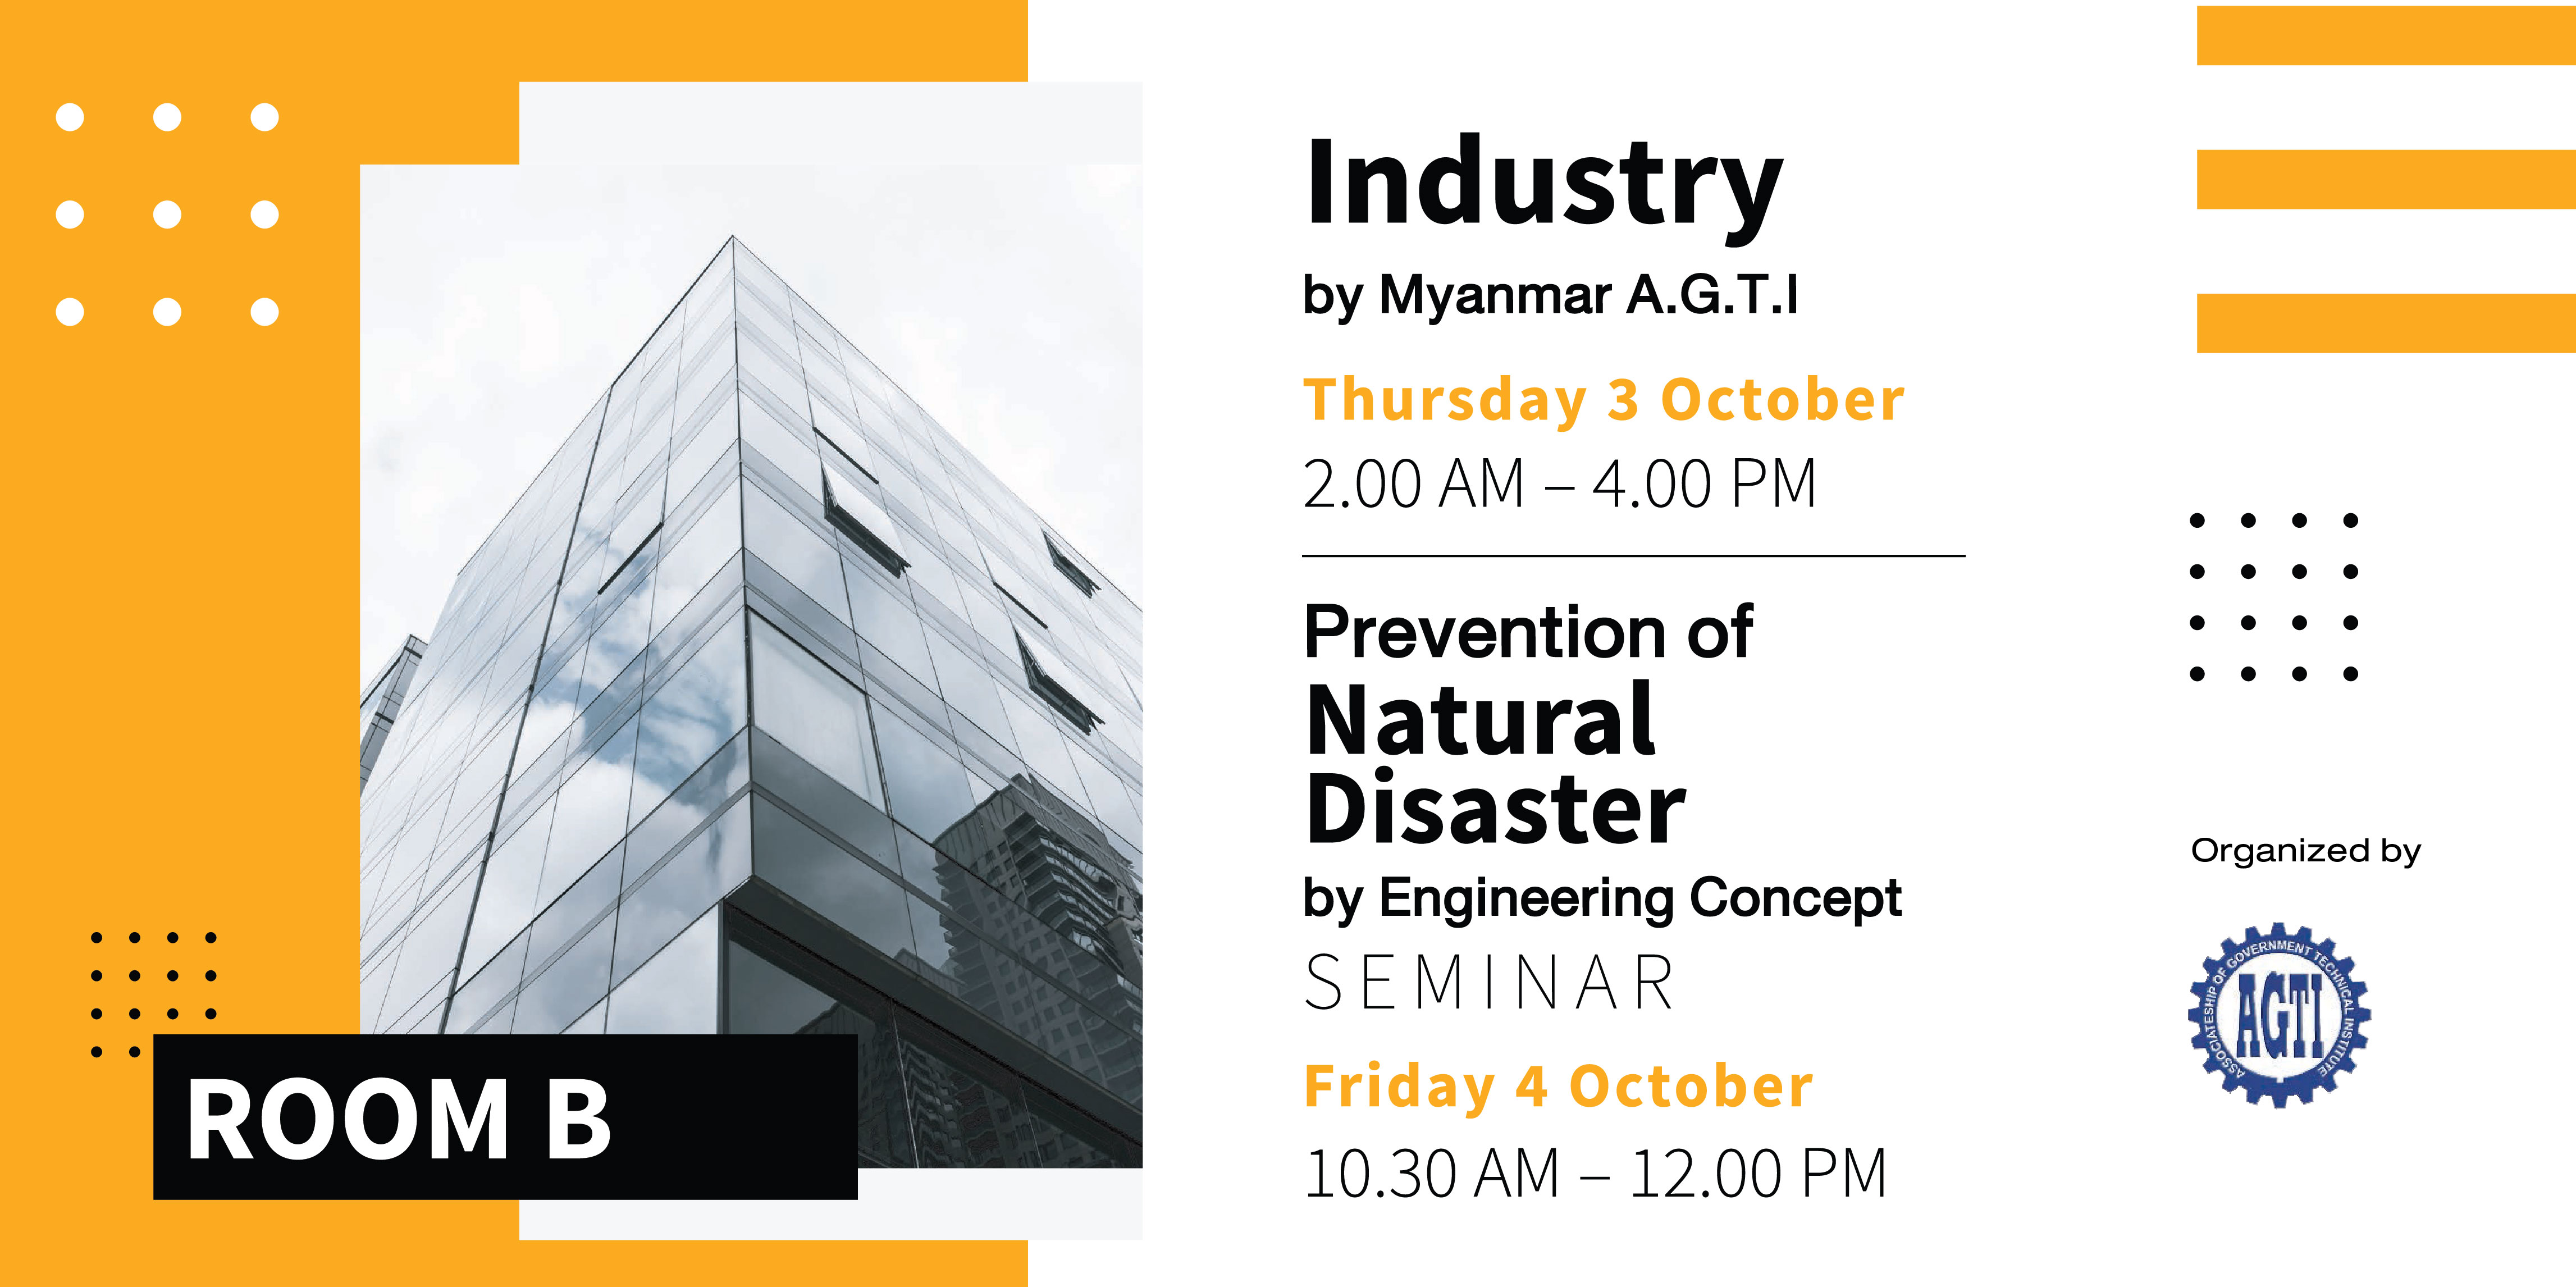 Industry
by Myanmar A.G.T.I
Thursday 3 October
2.00 AM – 4.00 PM
Prevention of
Natural
Disaster
by Engineering Concept
SEMINAR
Friday 4 October
10.30 AM – 12.00 PM
ROOM B
Organized by
ASSOCIATESHIP OF GOVERNMENT TECHNICAL INSTITUTE
AGTI